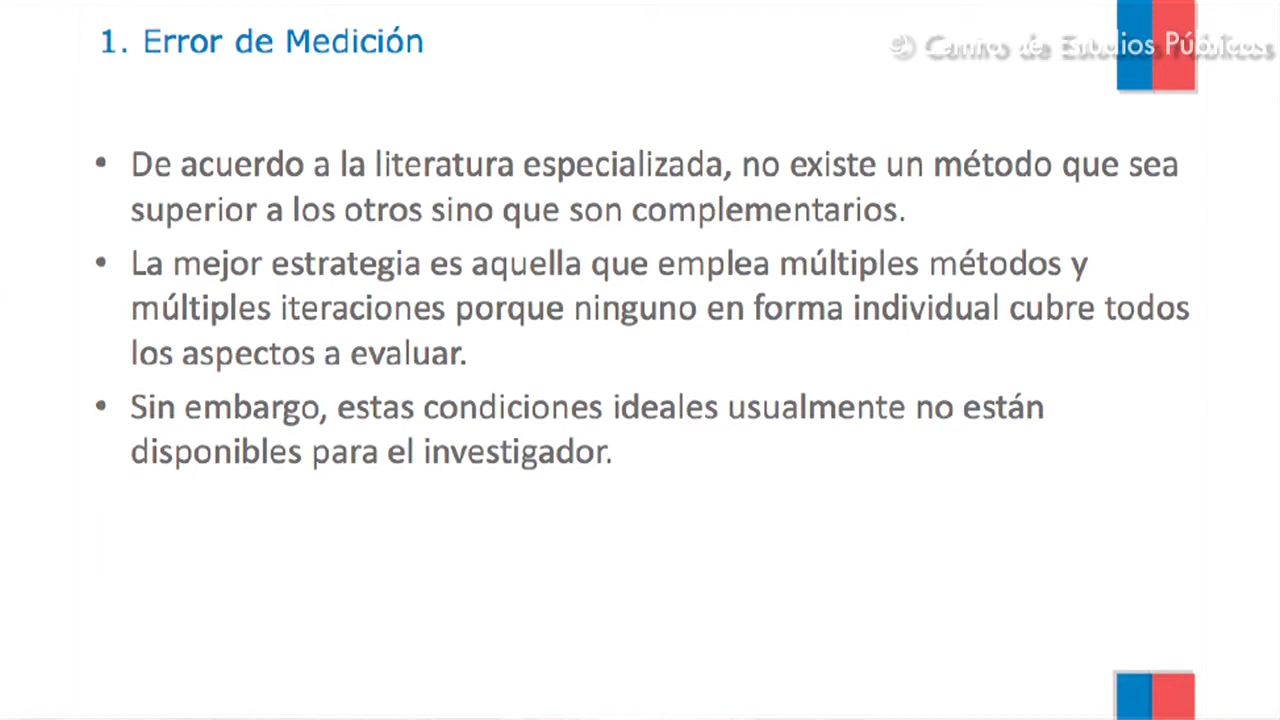 1. Error de Medición
© Centro de Estudios Públicos
• De acuerdo a la literatura especializada, no existe un método que sea
superior a los otros sino que son complementarios.
• La mejor estrategia es aquella que emplea múltiples métodos y
múltiples iteraciones porque ninguno en forma individual cubre todos
los aspectos a evaluar.
• Sin embargo, estas condiciones ideales usualmente no están
disponibles para el investigador.